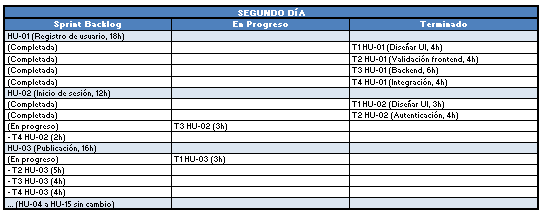 SEGUNDO DÍA
Sprint Backlog En Progreso Terminado
HU-01 (Registro de usuario, 18h)
(Completada) T1 HU-01 (Diseñar UI, 4h)
(Completada) T2 HU-01 (Validación frontend, 4h)
(Completada) T3 HU-01 (Backend, 6h)
(Completada) T4 HU-01 (Integración, 4h)
HU-02 (Inicio de sesión, 12h)
(Completada) T1 HU-02 (Diseñar UI, 3h)
(Completada) T2 HU-02 (Autenticación, 4h)
(En progreso) T3 HU-02 (3h)
- T4 HU-02 (2h)
HU-03 (Publicación, 16h)
(En progreso) T1 HU-03 (3h)
- T2 HU-03 (5h)
- T3 HU-03 (4h)
- T4 HU-03 (4h)
... (HU-04 a HU-15 sin cambio)